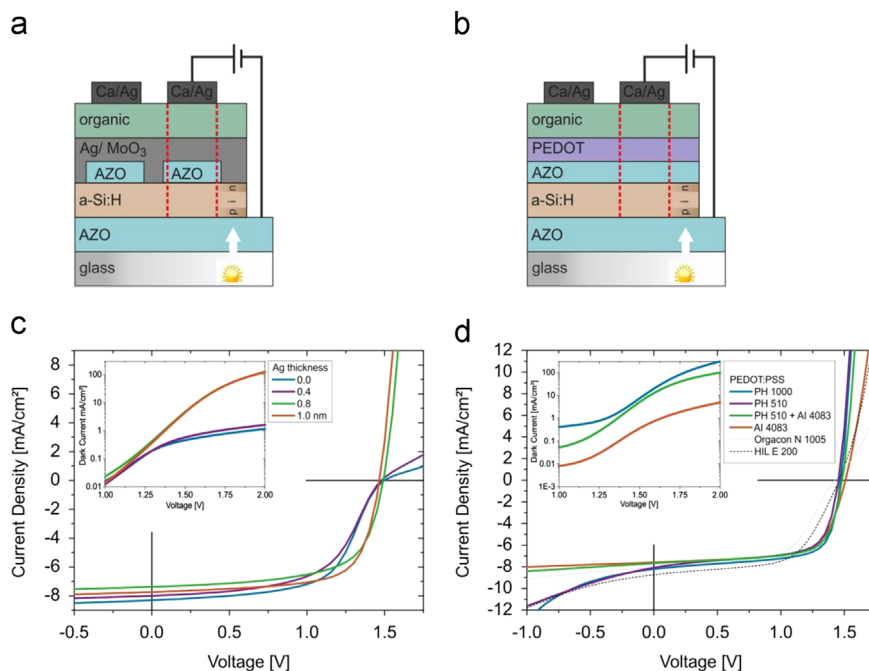 a
Ca/Ag Ca/Ag
organic
Ag/ MoO₃
AZO AZO
a-Si:H
p i n
AZO
glass
b
Ca/Ag Ca/Ag
organic
PEDOT
AZO
a-Si:H
p i n
AZO
glass
c
Current Density [mA/cm²]
8
6
4
2
0
-2
-4
-6
-8
-0.5 0.0 0.5 1.0 1.5
Voltage [V]
Dark Current mA/cm²]
100
10
1
0.1
0.01
1.00 1.25 1.50 1.75 2.00
Voltage [V]
Ag thickness
0.0
0.4
0.8
1.0 nm
d
Current Density [mA/cm²]
12
10
8
6
4
2
0
-2
-4
-6
-8
-10
-12
-1.0 -0.5 0.0 0.5 1.0 1.5
Voltage [V]
Dark Current [mA/cm²]
100
10
1
0.1
0.01
1E-3
1.00 1.25 1.50 1.75 2.00
Voltage [V]
PEDOT:PSS
PH 1000
PH 510
PH 510 + AI 4083
AI 4083
Orgacon N 1005
HIL E 200